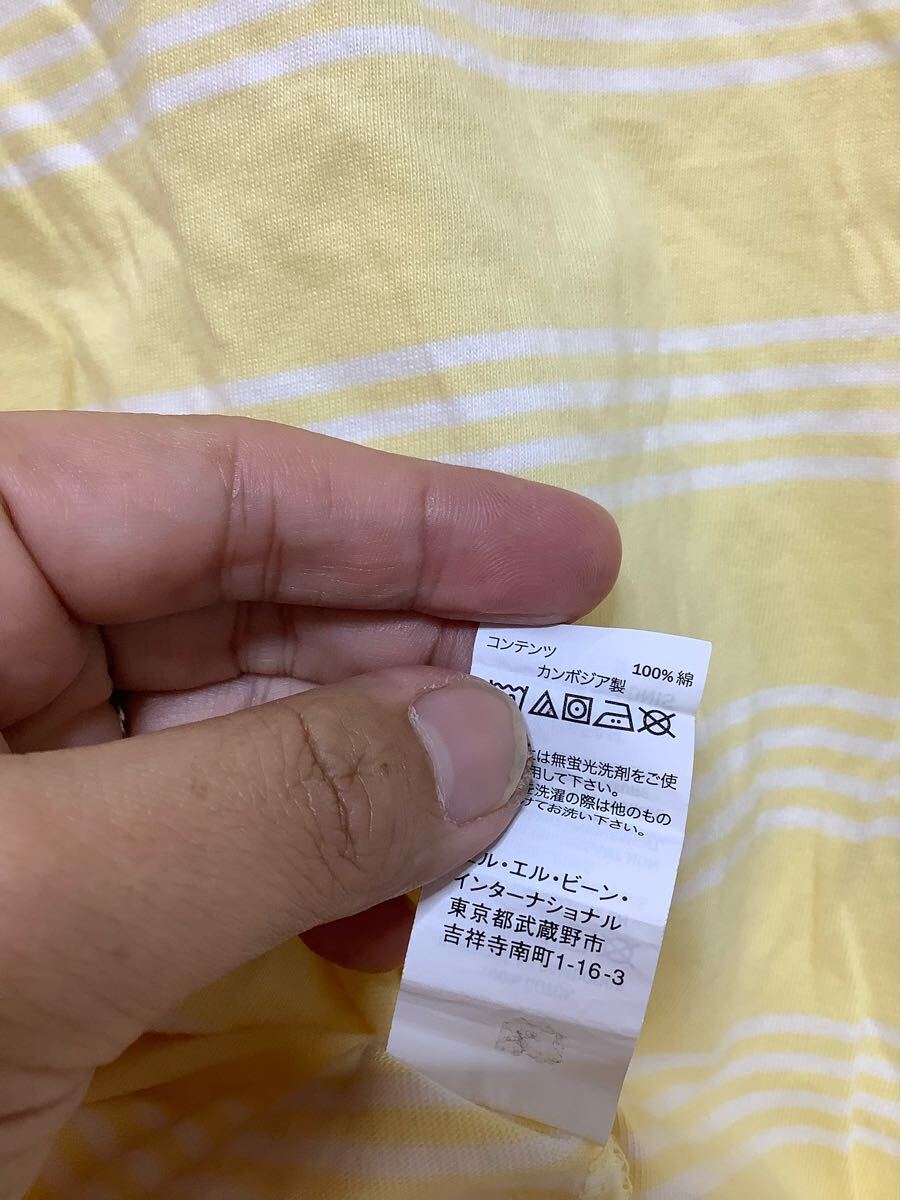 コンテンツ
100% 綿
カンボジア製
は無蛍光洗剤をご使
用して下さい。
を洗濯の際は他のもの
けてお洗い下さい。
ル・エル・ビーン・
インターナショナル
東京都武蔵野市
吉祥寺南町1-16-3